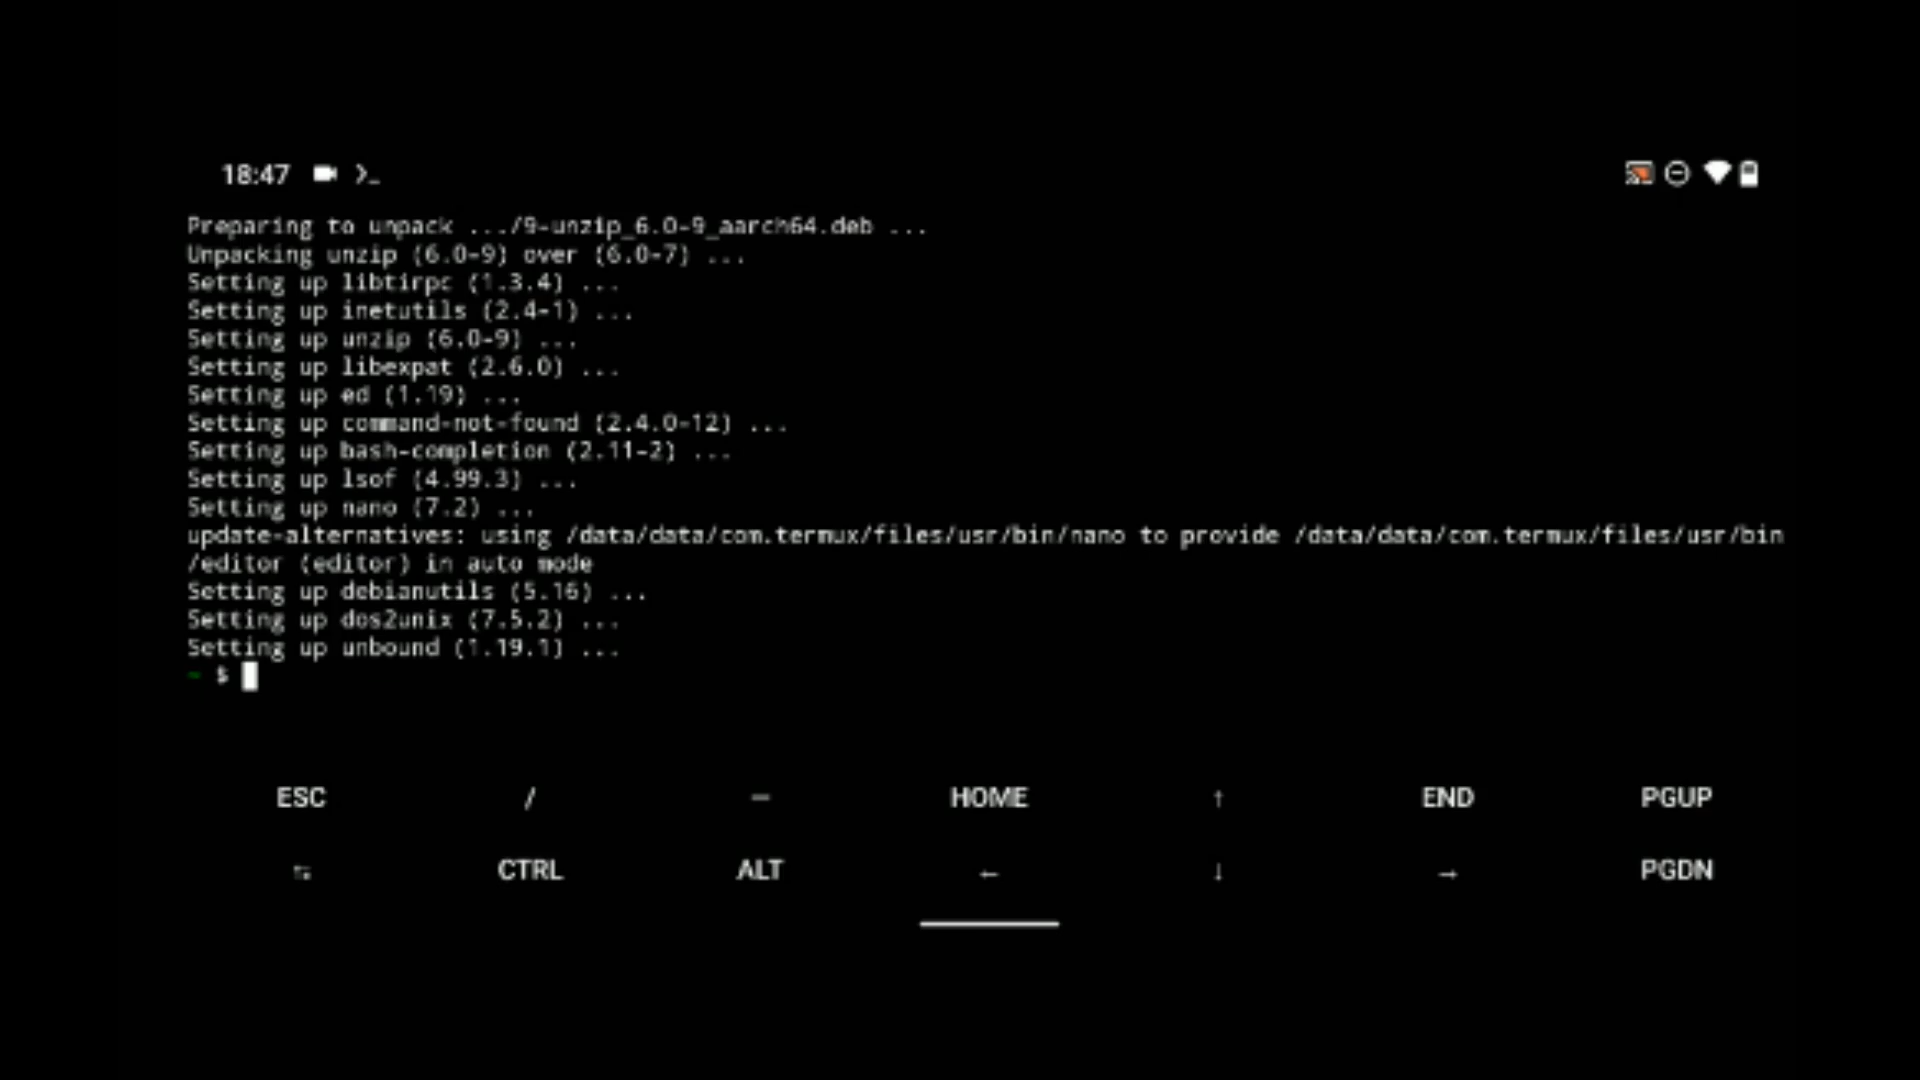 18:47 >_
Preparing to unpack .../9-unzip_6.0-9_aarch64.deb ...
Unpacking unzip (6.0-9) over (6.0-7) ...
Setting up libtirpc (1.3.4) ...
Setting up inetutils (2.4-1) ...
Setting up unzip (6.0-9) ...
Setting up libexpat (2.6.0) ...
Setting up ed (1.19) ...
Setting up command-not-found (2.4.0-12) ...
Setting up bash-completion (2.11-2) ...
Setting up lsof (4.99.3) ...
Setting up nano (7.2) ...
update-alternatives: using /data/data/com.termux/files/usr/bin/nano to provide /data/data/com.termux/files/usr/bin
/editor (editor) in auto mode
Setting up debianutils (5.16) ...
Setting up dos2unix (7.5.2) ...
Setting up unbound (1.19.1) ...
~ $
ESC / — HOME ↑ END PGUP
↹ CTRL ALT ← ↓ → PGDN